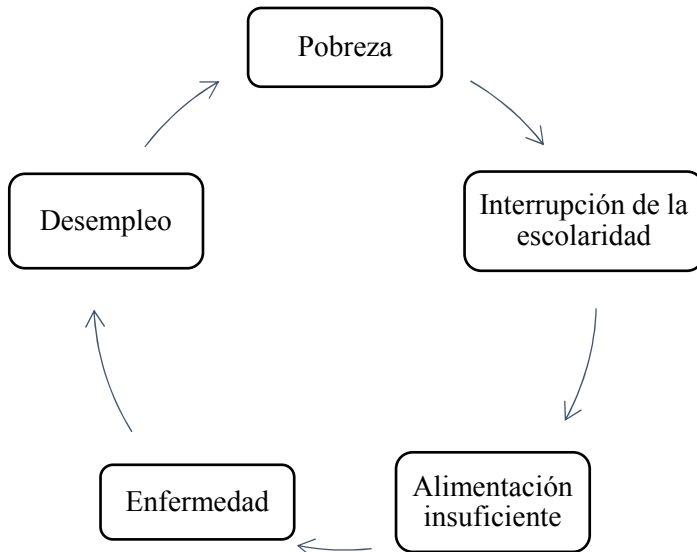 Pobreza
Interrupción de la
escolaridad
Alimentación
insuficiente
Enfermedad
Desempleo